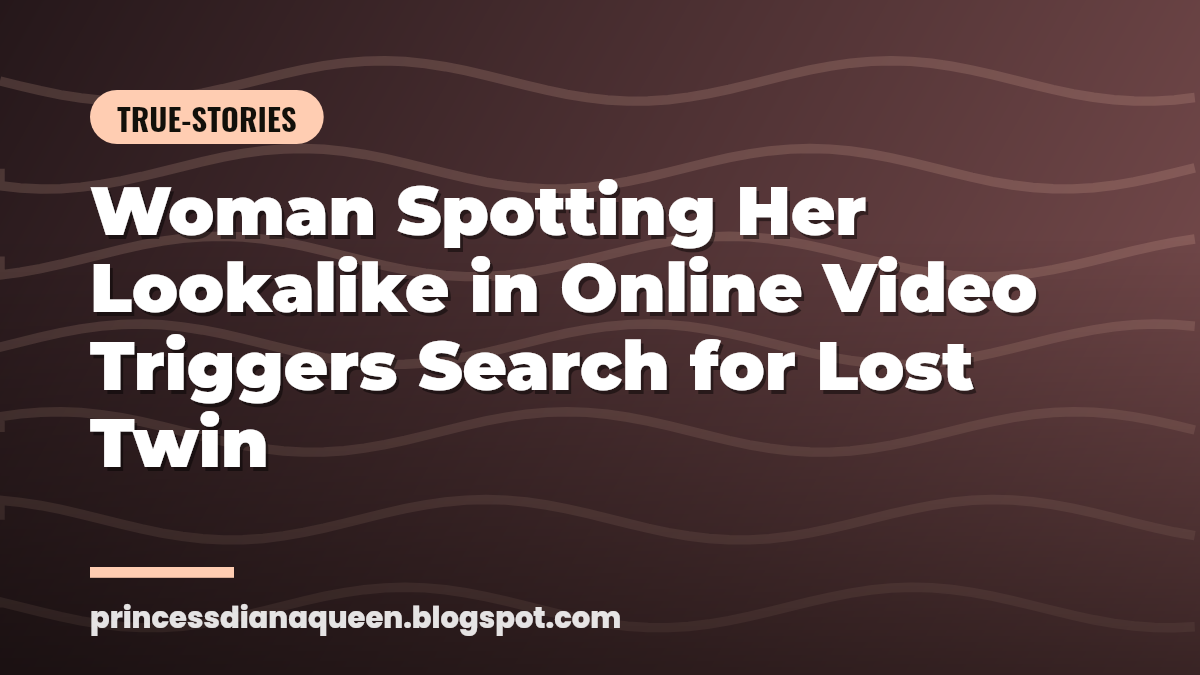 TRUE-STORIES
Woman Spotting Her
Lookalike in Online Video
Triggers Search for Lost
Twin
princessdianaqueen.blogspot.com